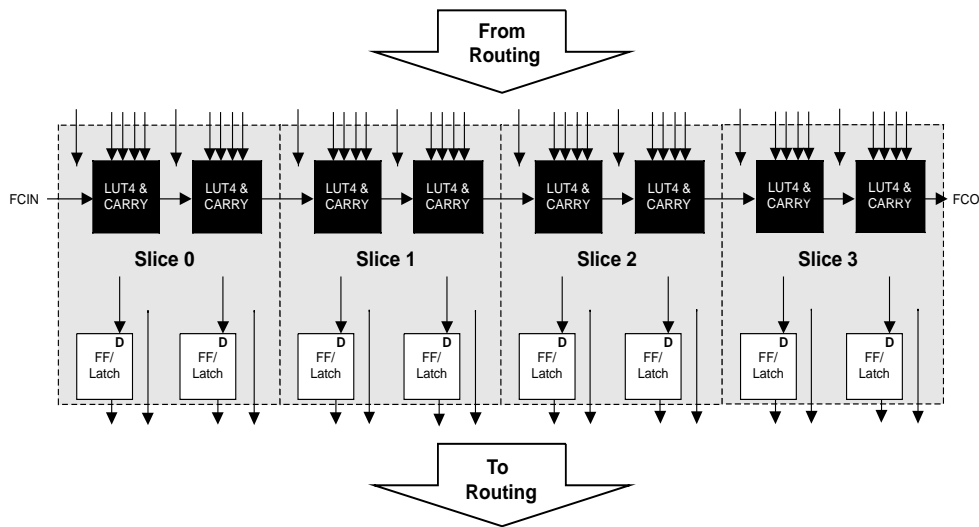 From
Routing
LUT4 &
CARRY
LUT4 &
CARRY
LUT4 &
CARRY
LUT4 &
CARRY
LUT4 &
CARRY
LUT4 &
CARRY
LUT4 &
CARRY
LUT4 &
CARRY
FCIN
FCO
Slice 0
Slice 1
Slice 2
Slice 3
D
FF/
Latch
D
FF/
Latch
D
FF/
Latch
D
FF/
Latch
D
FF/
Latch
D
FF/
Latch
D
FF/
Latch
D
FF/
Latch
To
Routing